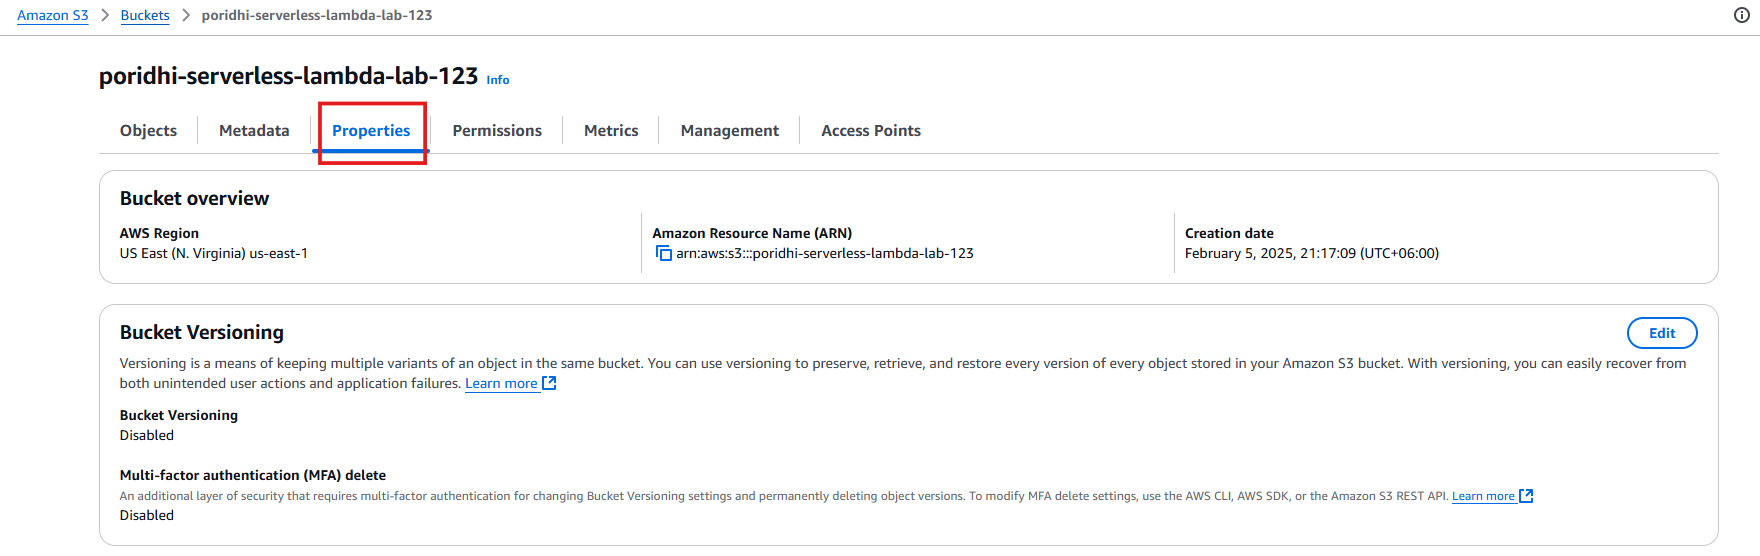 Amazon S3 > Buckets > poridhi-serverless-lambda-lab-123
poridhi-serverless-lambda-lab-123 Info
Objects Metadata Properties Permissions Metrics Management Access Points
Bucket overview
AWS Region
US East (N. Virginia) us-east-1
Amazon Resource Name (ARN)
arn:aws:s3:::poridhi-serverless-lambda-lab-123
Creation date
February 5, 2025, 21:17:09 (UTC+06:00)
Bucket Versioning
Edit
Versioning is a means of keeping multiple variants of an object in the same bucket. You can use versioning to preserve, retrieve, and restore every version of every object stored in your Amazon S3 bucket. With versioning, you can easily recover from
both unintended user actions and application failures. Learn more
Bucket Versioning
Disabled
Multi-factor authentication (MFA) delete
An additional layer of security that requires multi-factor authentication for changing Bucket Versioning settings and permanently deleting object versions. To modify MFA delete settings, use the AWS CLI, AWS SDK, or the Amazon S3 REST API. Learn more
Disabled